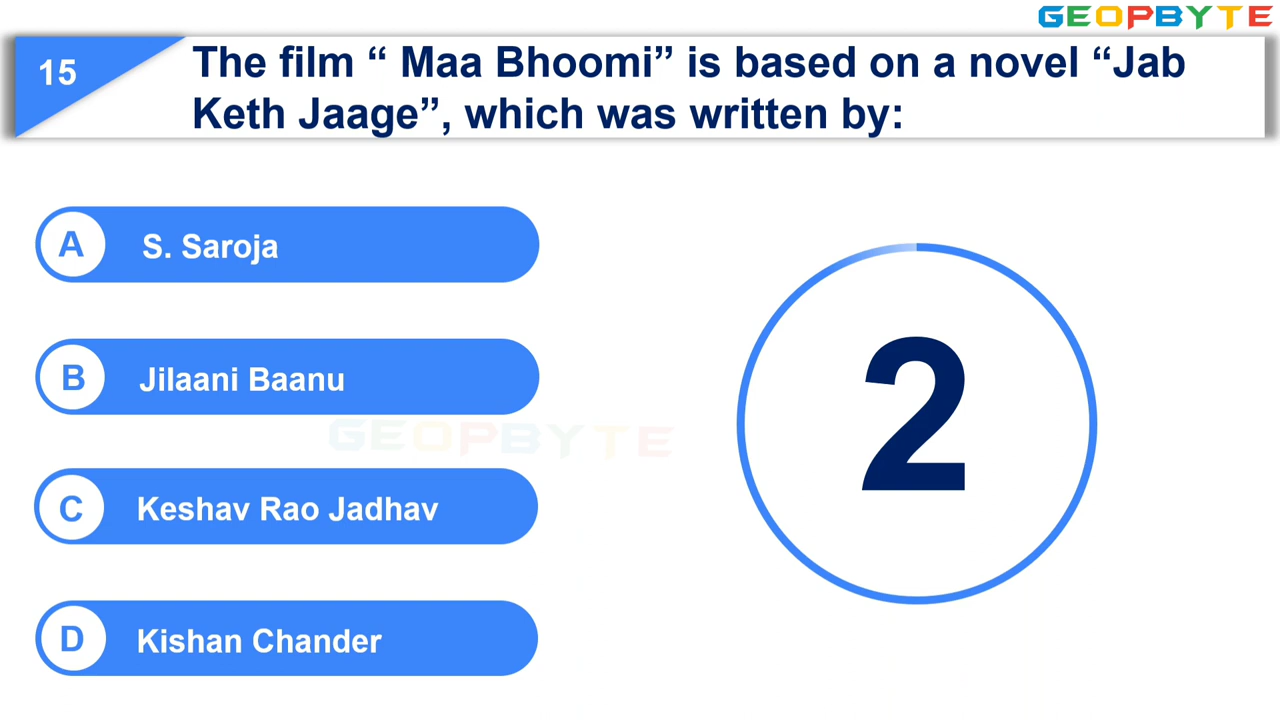 GEOPBYTE
15
The film “ Maa Bhoomi” is based on a novel “Jab
Keth Jaage”, which was written by:
A S. Saroja
B Jilaani Baanu
GEOPBYTE
C Keshav Rao Jadhav
D Kishan Chander
2